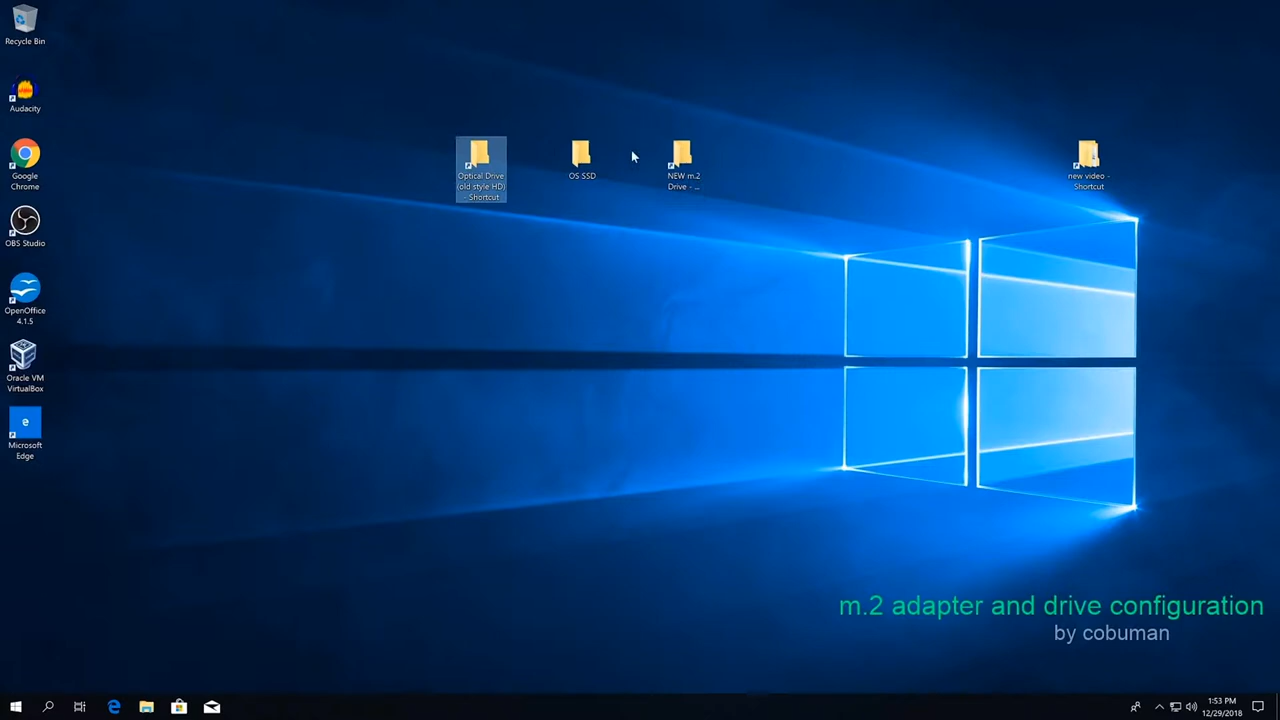 Recycle Bin
Audacity
Google
Chrome
OBS Studio
OpenOffice
4.1.5
Oracle VM
VirtualBox
e
Microsoft
Edge
Optical Drive
(old style HD)
- Shortcut
OS SSD
NEW m.2
Drive - ...
new video -
Shortcut
m.2 adapter and drive configuration
by cobuman
1:53 PM
12/29/2018